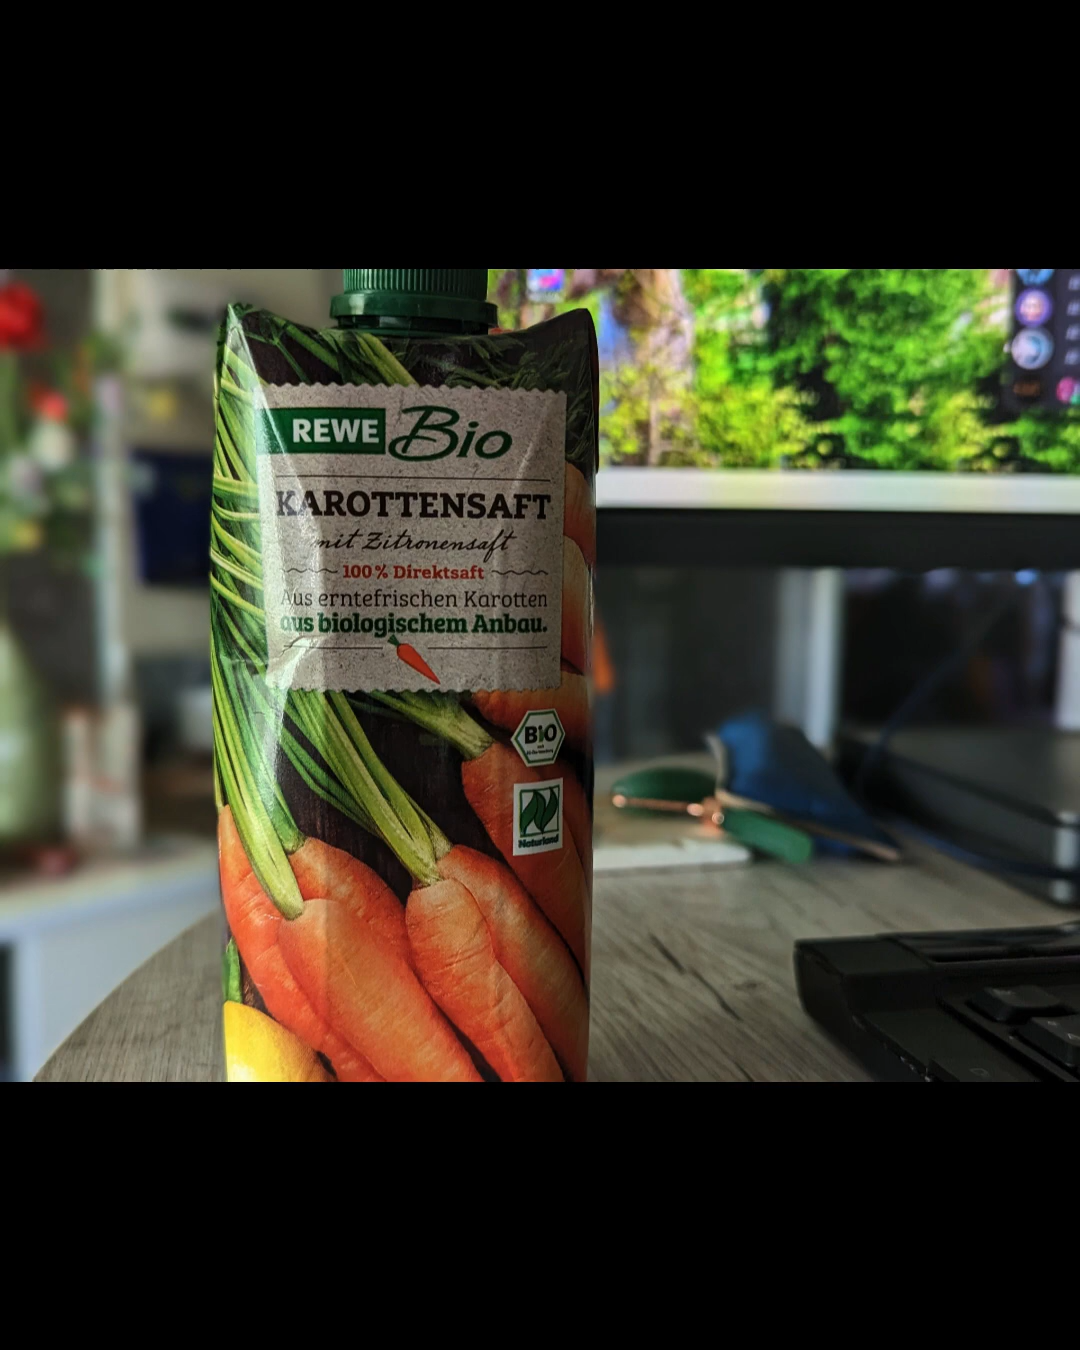 REWE Bio
KAROTTENSAFT
mit Zitronensaft
100 % Direktsaft
Aus erntefrischen Karotten
aus biologischem Anbau.
BIO
Naturland